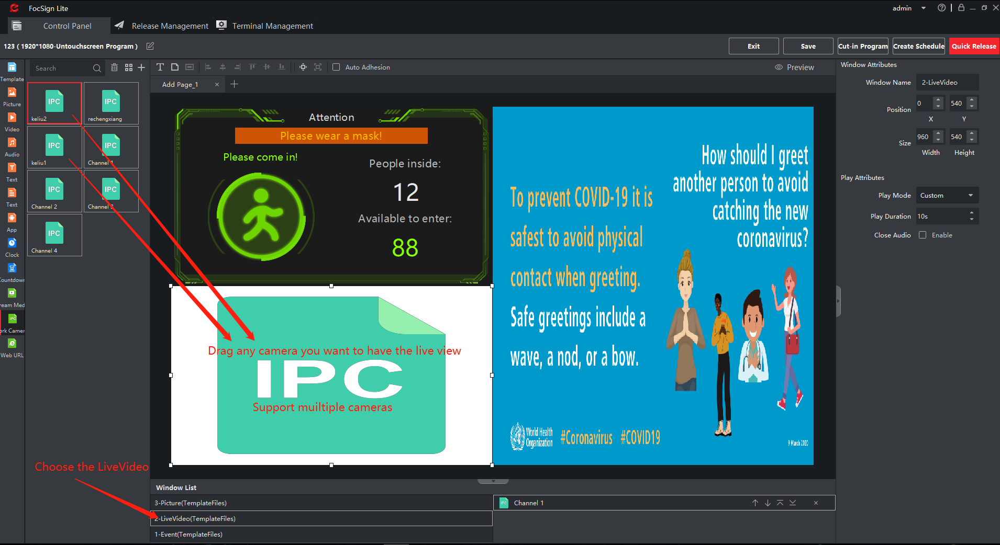 FocSign Lite
admin
Control Panel
Release Management
Terminal Management
123 ( 1920*1080-Untouchscreen Program )
Exit
Save
Cut-in Program
Create Schedule
Quick Release
Search
Auto Adhesion
Preview
Add Page_1
Template
Picture
Video
Audio
Text
Text
App
Clock
Countdown
ream Med
IPC
ork Camer
Web URL
IPC
keliu2
IPC
rechengxiang
IPC
keliu1
IPC
Channel 1
IPC
Channel 2
IPC
Channel 3
IPC
Channel 4
Attention
Please wear a mask!
Please come in!
People inside:
12
Available to enter:
88
How should I greet
another person to avoid
catching the new
coronavirus?
To prevent COVID-19 it is
safest to avoid physical
contact when greeting.
Safe greetings include a
wave, a nod, or a bow.
World Health
Organization
#Coronavirus #COVID19
9 March 2020
Drag any camera you want to have the live view
IPC
Support muiltiple cameras
Choose the LiveVideo
Window List
3-Picture(TemplateFiles)
2-LiveVideo(TemplateFiles)
1-Event(TemplateFiles)
IPC
Channel 1
Window Attributes
Window Name
2-LiveVideo
Position
0
540
X
Y
Size
960
540
Width
Height
Play Attributes
Play Mode
Custom
Play Duration
10s
Close Audio
Enable